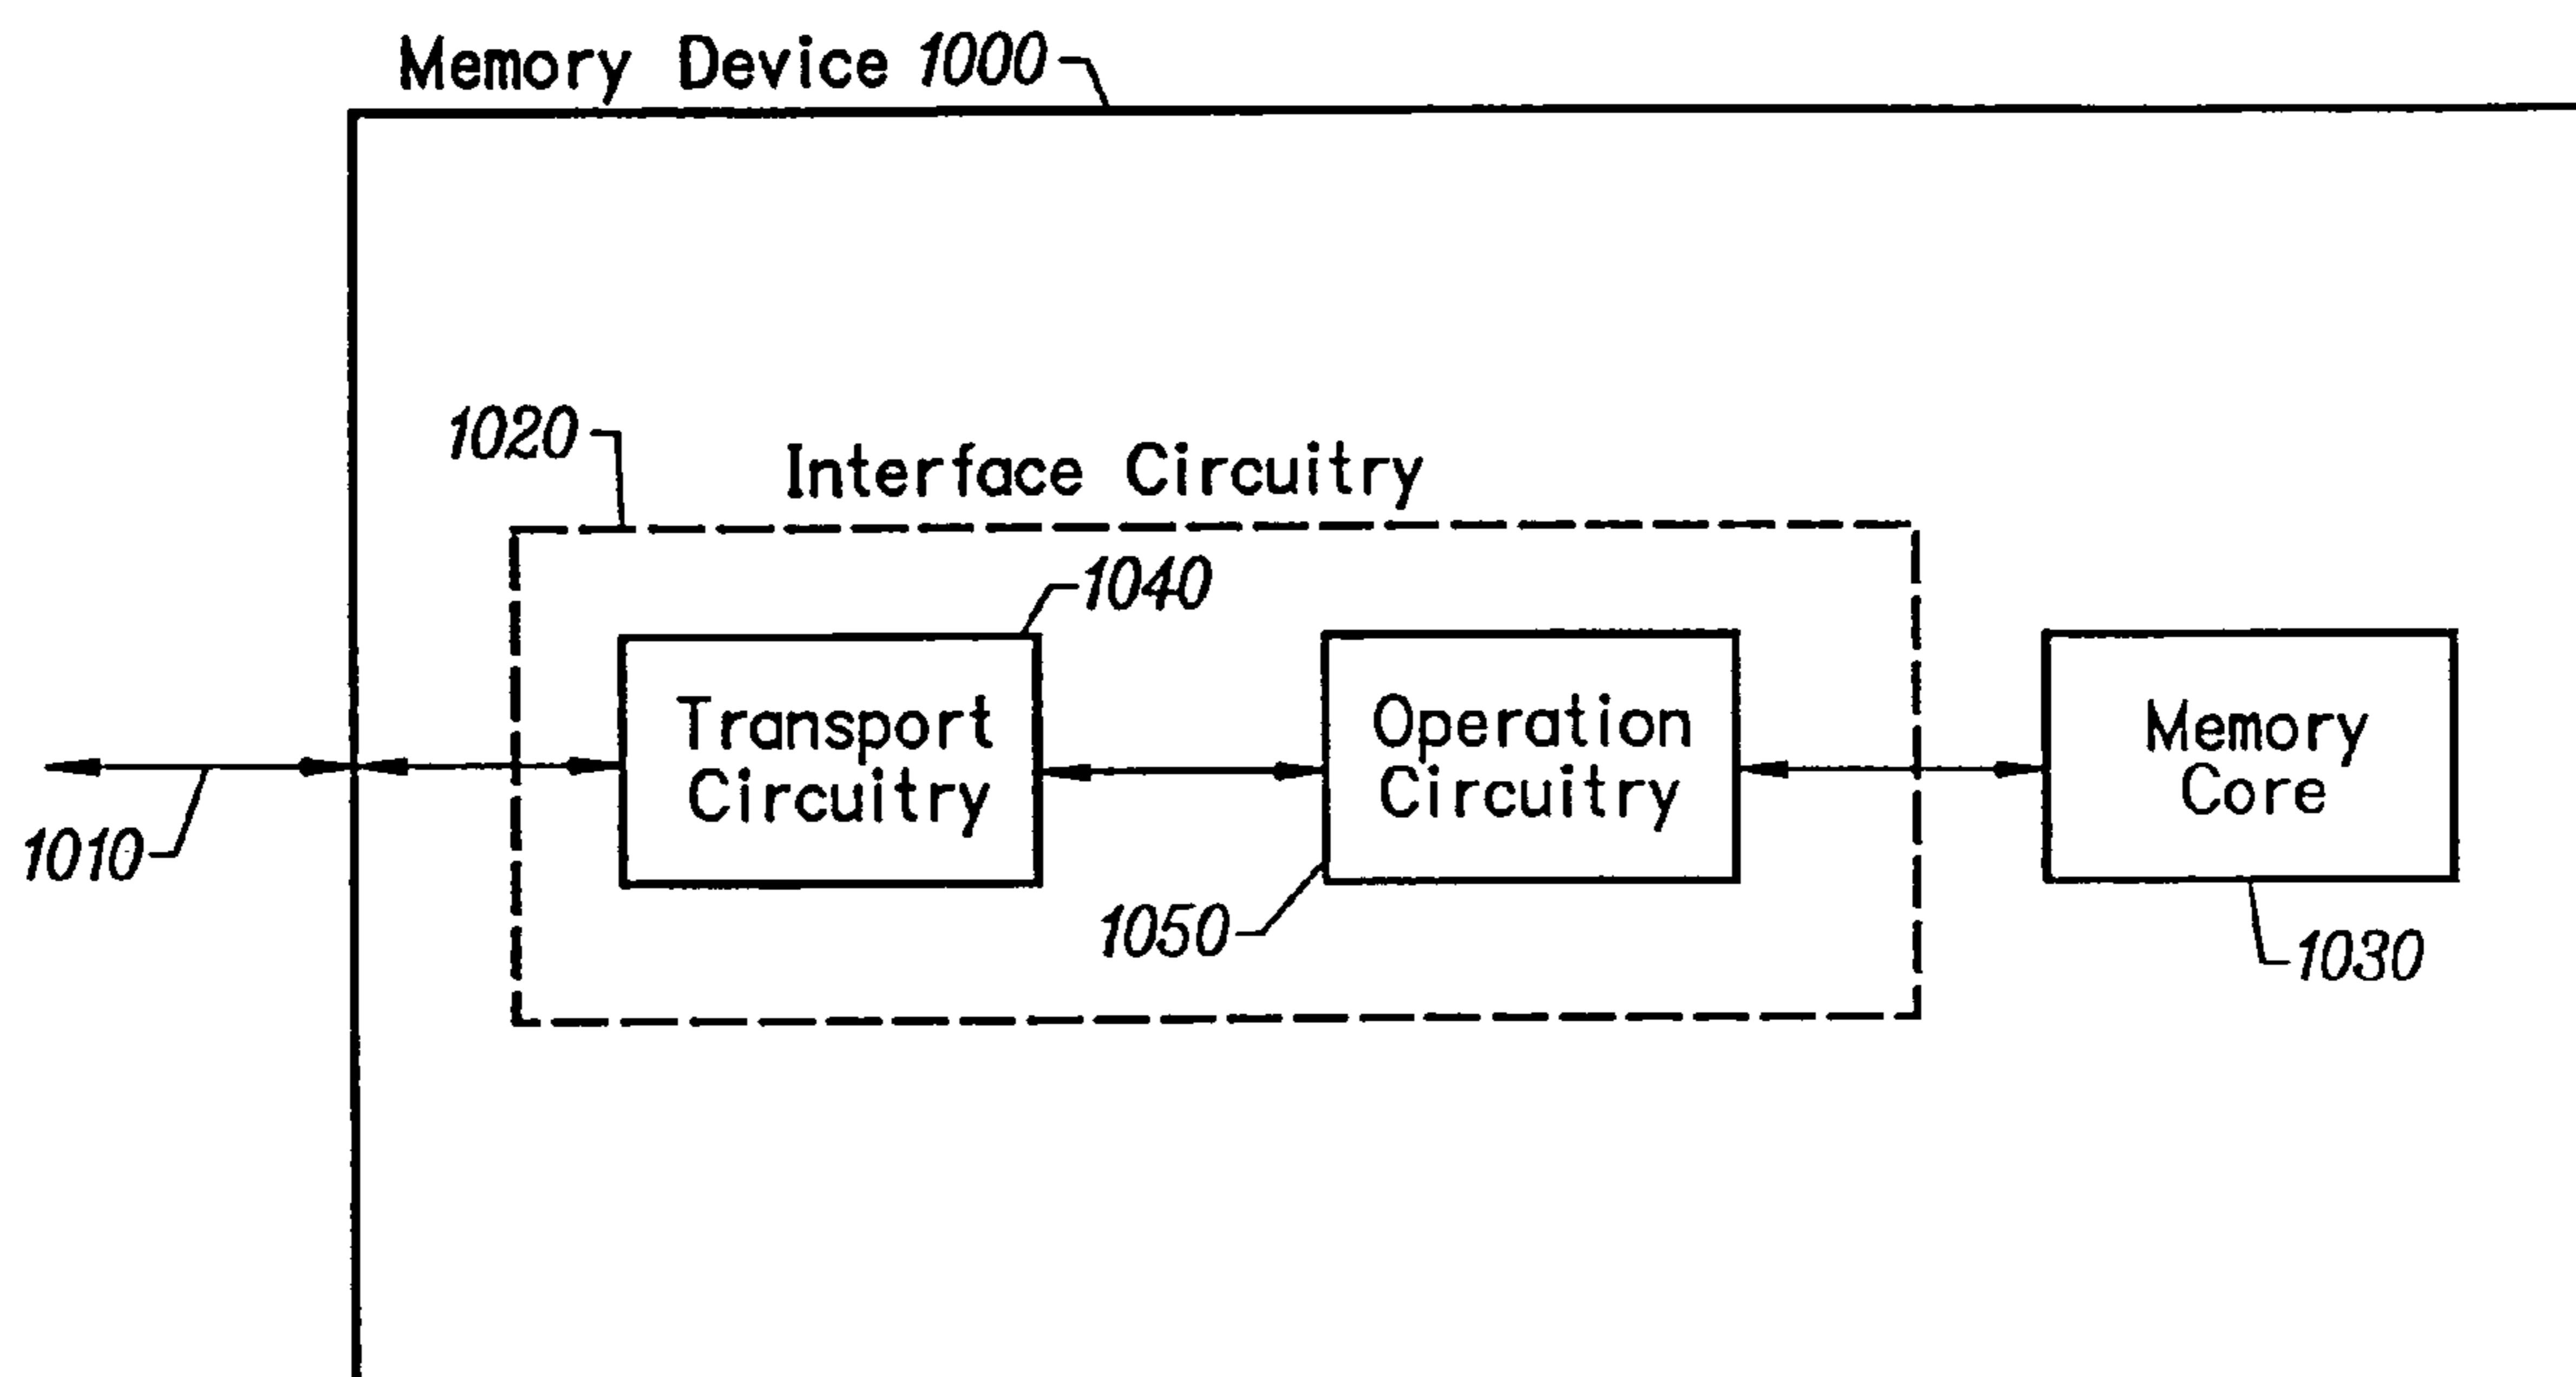 Memory Device 1000
1020
Interface Circuitry
1040
Transport
Circuitry
Operation
Circuitry
Memory
Core
1010
1050
1030